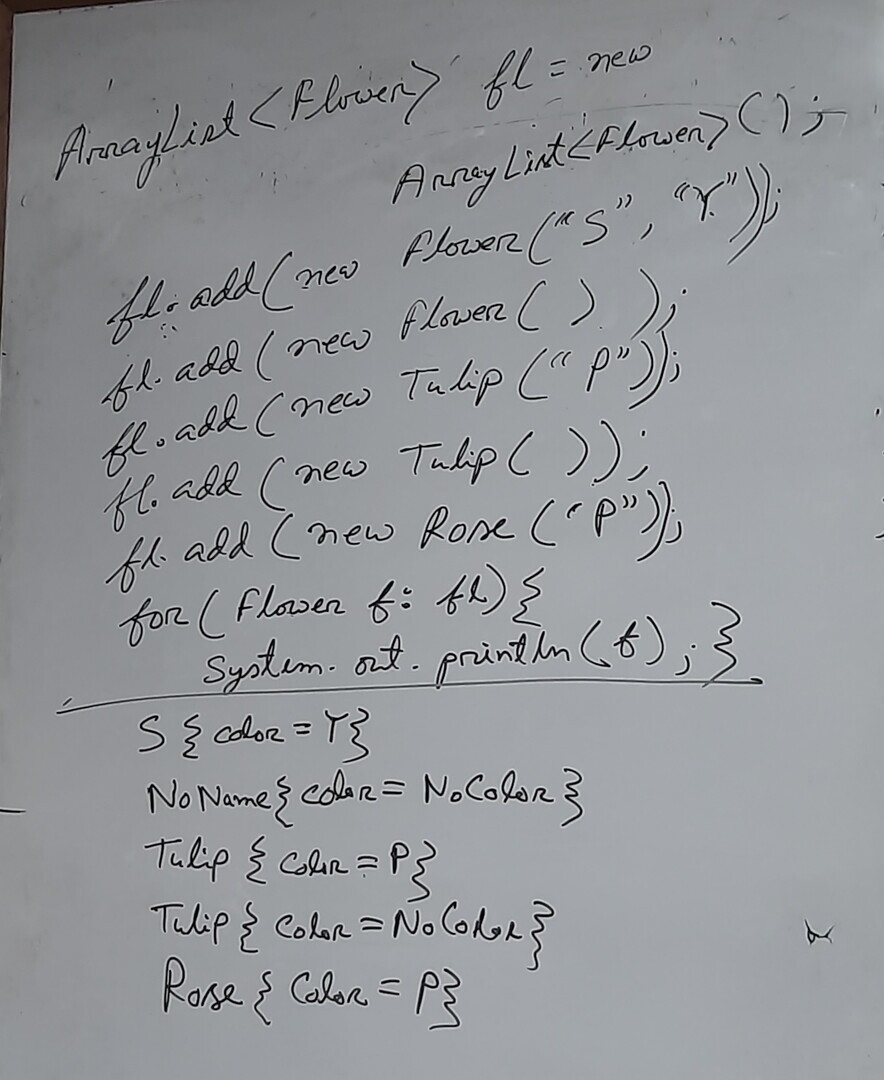 ArrayList<Flower> fl = new
ArrayList<Flower>();
fl.add(new Flower("S", "Y"));
fl.add(new Flower());
fl.add(new Tulip("P"));
fl.add(new Tulip());
fl.add(new Rose("P"));
for(Flower f: fl){
System.out.println(f);}
S{color=Y}
NoName{color=NoColor}
Tulip{color=P}
Tulip{color=NoColor}
Rose{Color=P}